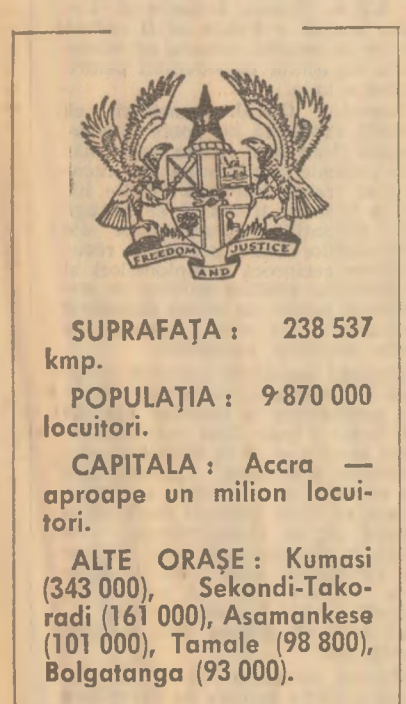 FREEDOM AND JUSTICE
SUPRAFAȚA : 238 537
kmp.
POPULAȚIA : 9 870 000
locuitori.
CAPITALA : Accra —
aproape un milion locui-
tori.
ALTE ORAȘE : Kumasi
(343 000), Sekondi-Tako-
radi (161 000), Asamankese
(101 000), Tamale (98 800),
Bolgatanga (93 000).